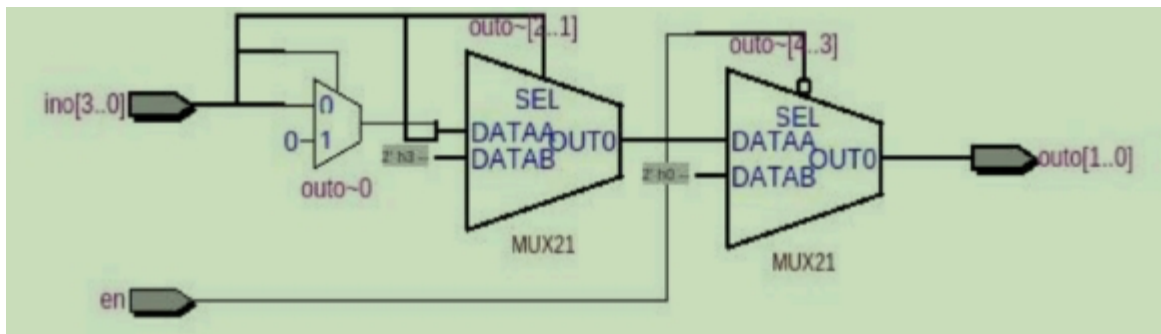 outo~[2..1]
outo~[4..3]
ino[3..0]
0
0 1
outo~0
SEL
DATAA
DATAB
OUT0
2' h3 --
MUX21
SEL
DATAA
DATAB
OUT0
2' h0 --
MUX21
outo[1..0]
en